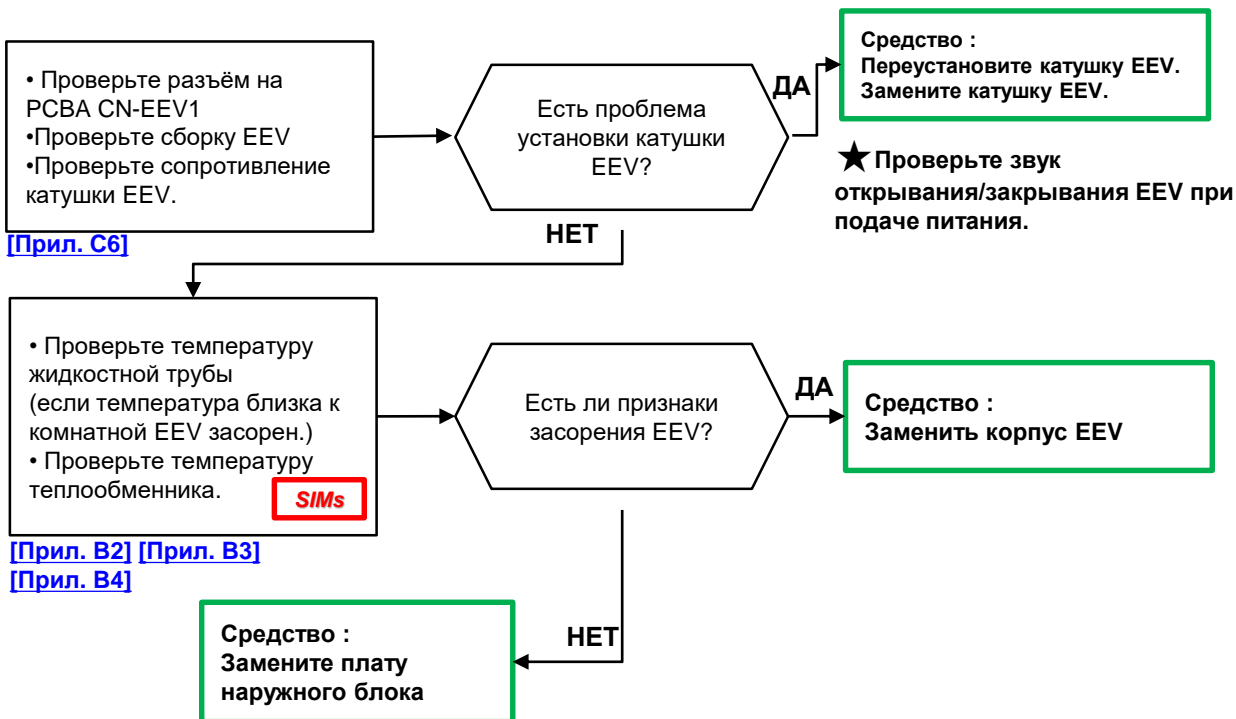 • Проверьте разъём на
PCBA CN-EEV1
•Проверьте сборку EEV
•Проверьте сопротивление
катушки EEV.
[Прил. C6]
Есть проблема
установки катушки
EEV?
ДА
Средство :
Переустановите катушку EEV.
Замените катушку EEV.
★Проверьте звук
открывания/закрывания EEV при
подаче питания.
НЕТ
• Проверьте температуру
жидкостной трубы
(если температура близка к
комнатной EEV засорен.)
• Проверьте температуру
теплообменника.
SIMs
[Прил. B2] [Прил. B3]
[Прил. B4]
Есть ли признаки
засорения EEV?
ДА
Средство :
Заменить корпус EEV
НЕТ
Средство :
Замените плату
наружного блока